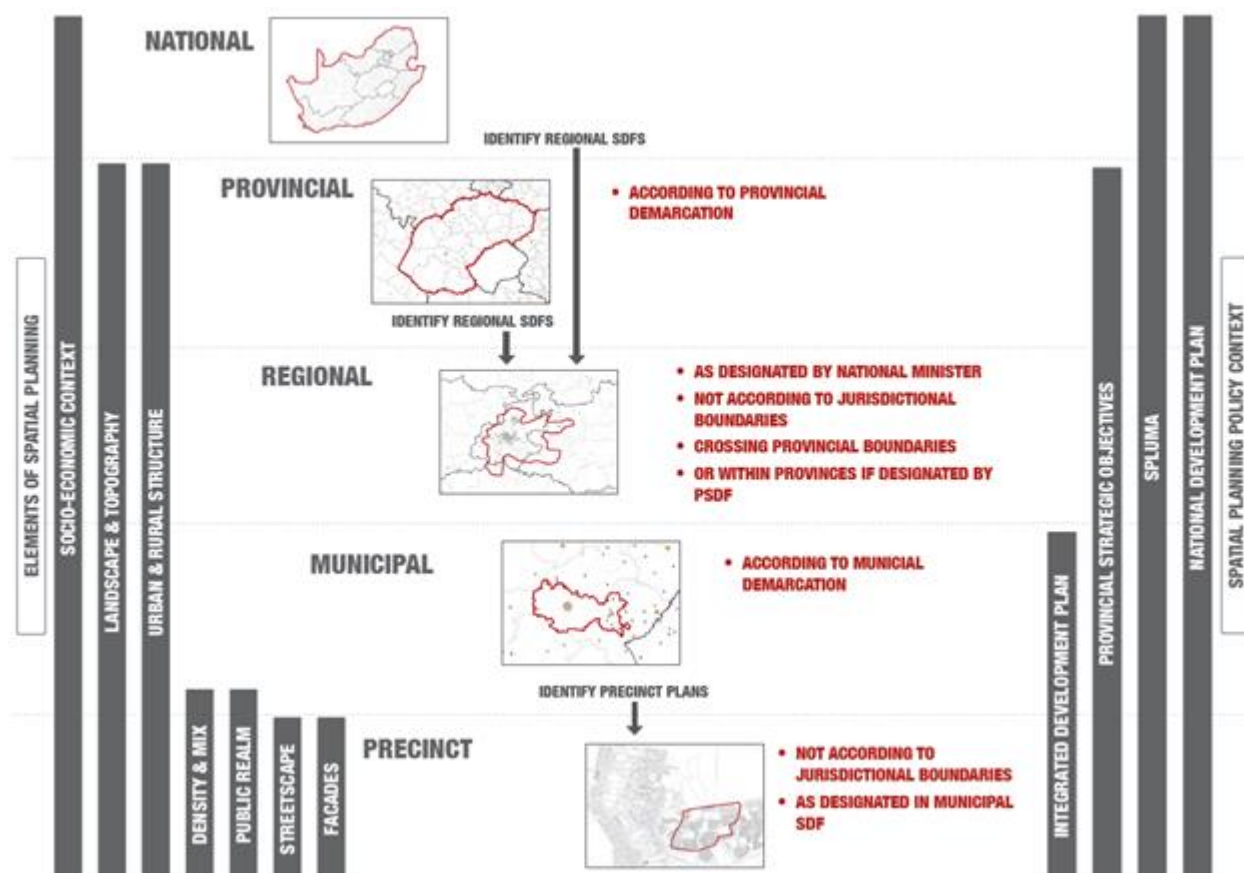 NATIONAL
IDENTIFY REGIONAL SDFS
PROVINCIAL
• ACCORDING TO PROVINCIAL
DEMARCATION
IDENTIFY REGIONAL SDFS
REGIONAL
• AS DESIGNATED BY NATIONAL MINISTER
• NOT ACCORDING TO JURISDICTIONAL
BOUNDARIES
• CROSSING PROVINCIAL BOUNDARIES
• OR WITHIN PROVINCES IF DESIGNATED BY
PSDF
MUNICIPAL
• ACCORDING TO MUNICIAL
DEMARCATION
IDENTIFY PRECINCT PLANS
PRECINCT
• NOT ACCORDING TO
JURISDICTIONAL BOUNDARIES
• AS DESIGNATED IN MUNICIPAL
SDF
ELEMENTS OF SPATIAL PLANNING
SOCIO-ECONOMIC CONTEXT
LANDSCAPE & TOPOGRAPHY
URBAN & RURAL STRUCTURE
DENSITY & MIX
PUBLIC REALM
STREETSCAPE
FACADES
INTEGRATED DEVELOPMENT PLAN
PROVINCIAL STRATEGIC OBJECTIVES
SPLUMA
NATIONAL DEVELOPMENT PLAN
SPATIAL PLANNING POLICY CONTEXT